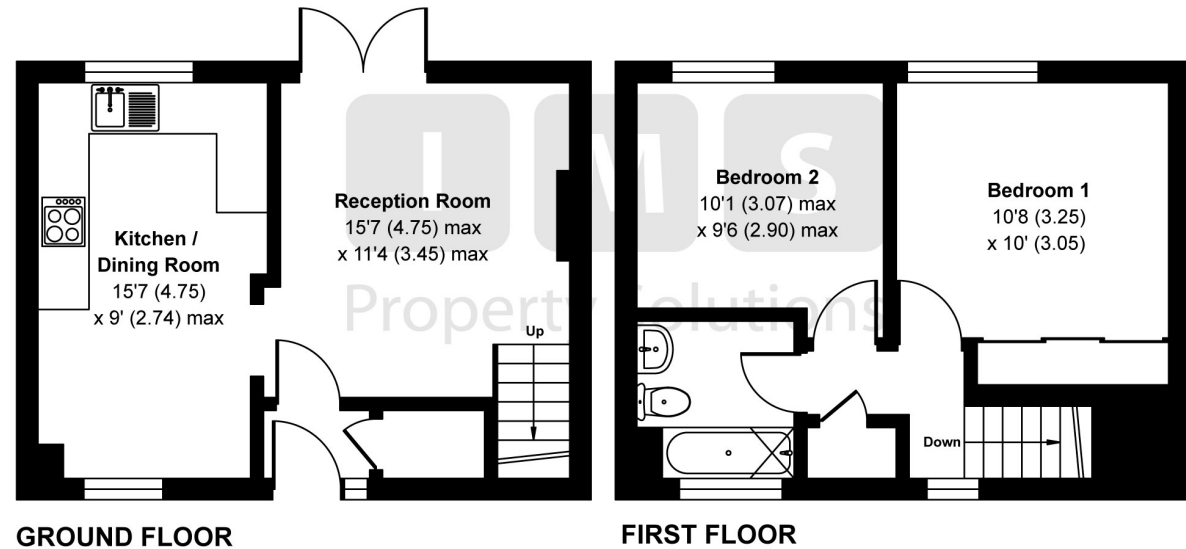 IMS
Property Solutions
Kitchen /
Dining Room
15'7 (4.75)
x 9' (2.74) max
Reception Room
15'7 (4.75) max
x 11'4 (3.45) max
Up
Bedroom 2
10'1 (3.07) max
x 9'6 (2.90) max
Bedroom 1
10'8 (3.25)
x 10' (3.05)
Down
GROUND FLOOR
FIRST FLOOR